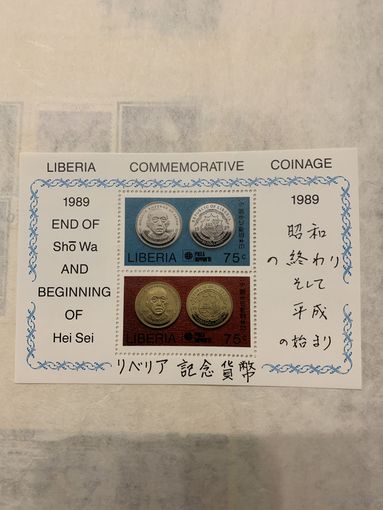 LIBERIA COMMEMORATIVE COINAGE
1989
END OF
Shō Wa
AND
BEGINNING
OF
Hei Sei
LIBERIA 75c
LIBERIA 75c
1989
昭和
の終わり
そして
平成
の始まり
リベリア 記念貨幣